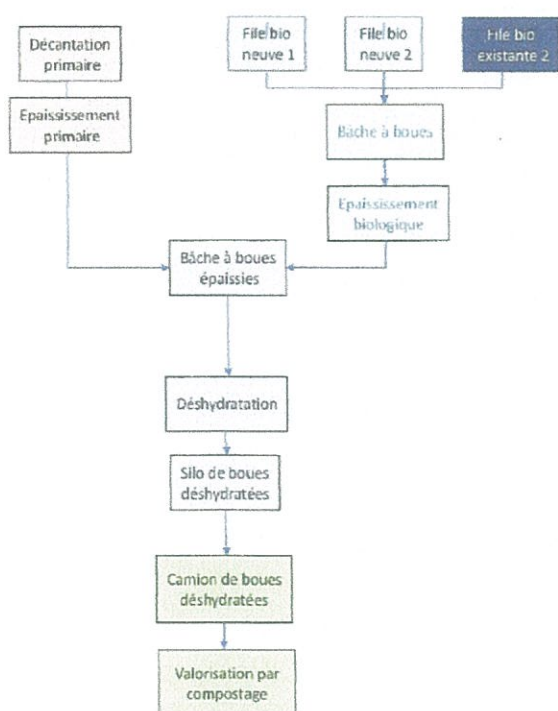 Décantation
primaire
Epaississement
primaire
File bio
neuve 1
File bio
neuve 2
File bio
existante 2
Bâche à boues
Epaississement
biologique
Bâche à boues
épaissies
Déshydratation
Silo de boues
déshydratées
Camion de boues
déshydratées
Valorisation par
compostage